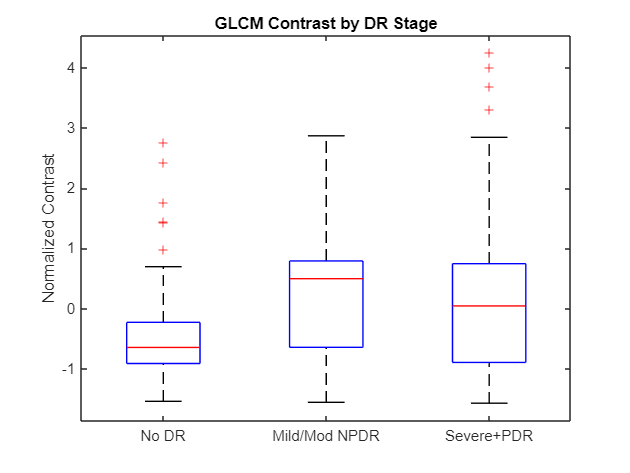 GLCM Contrast by DR Stage
Normalized Contrast
4
3
2
1
0
-1
No DR
Mild/Mod NPDR
Severe+PDR